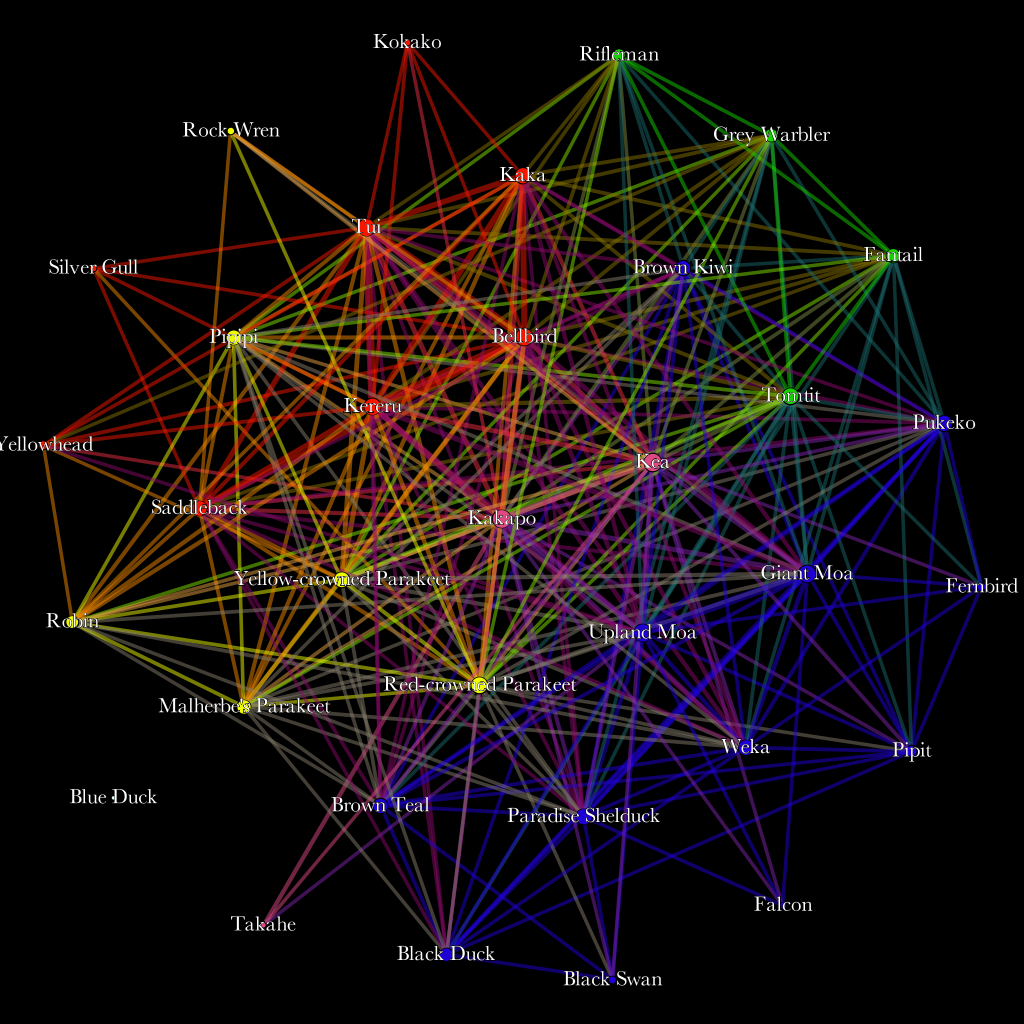 Kokako
Rifleman
Rock Wren
Grey Warbler
Kaka
Tui
Silver Gull
Brown Kiwi
Fantail
Pipipi
Bellbird
Kereru
Tomtit
Pukeko
Yellowhead
Kea
Saddleback
Kakapo
Yellow-crowned Parakeet
Giant Moa
Fernbird
Robin
Upland Moa
Red-crowned Parakeet
Malherbe's Parakeet
Weka
Pipit
Blue Duck
Brown Teal
Paradise Shelduck
Falcon
Takahe
Black Duck
Black Swan